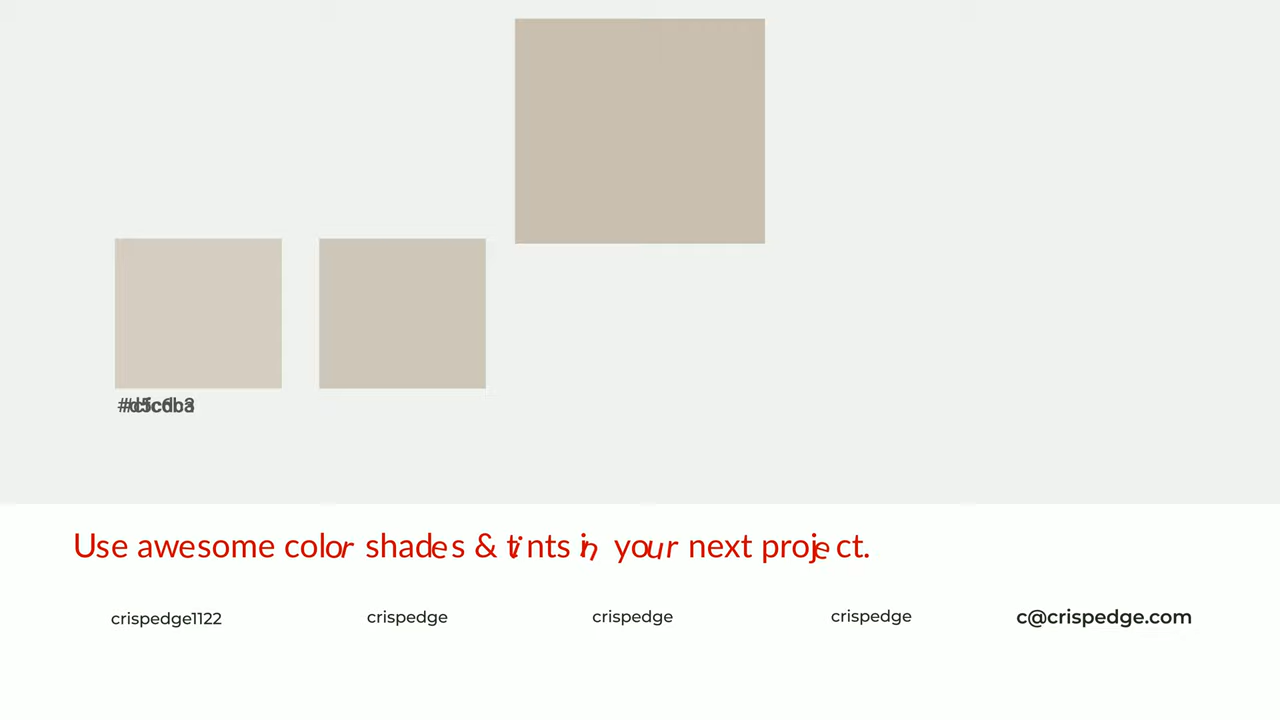 Use awesome color shades & tints in your next project.
crispedge1122 crispedge crispedge crispedge c@crispedge.com